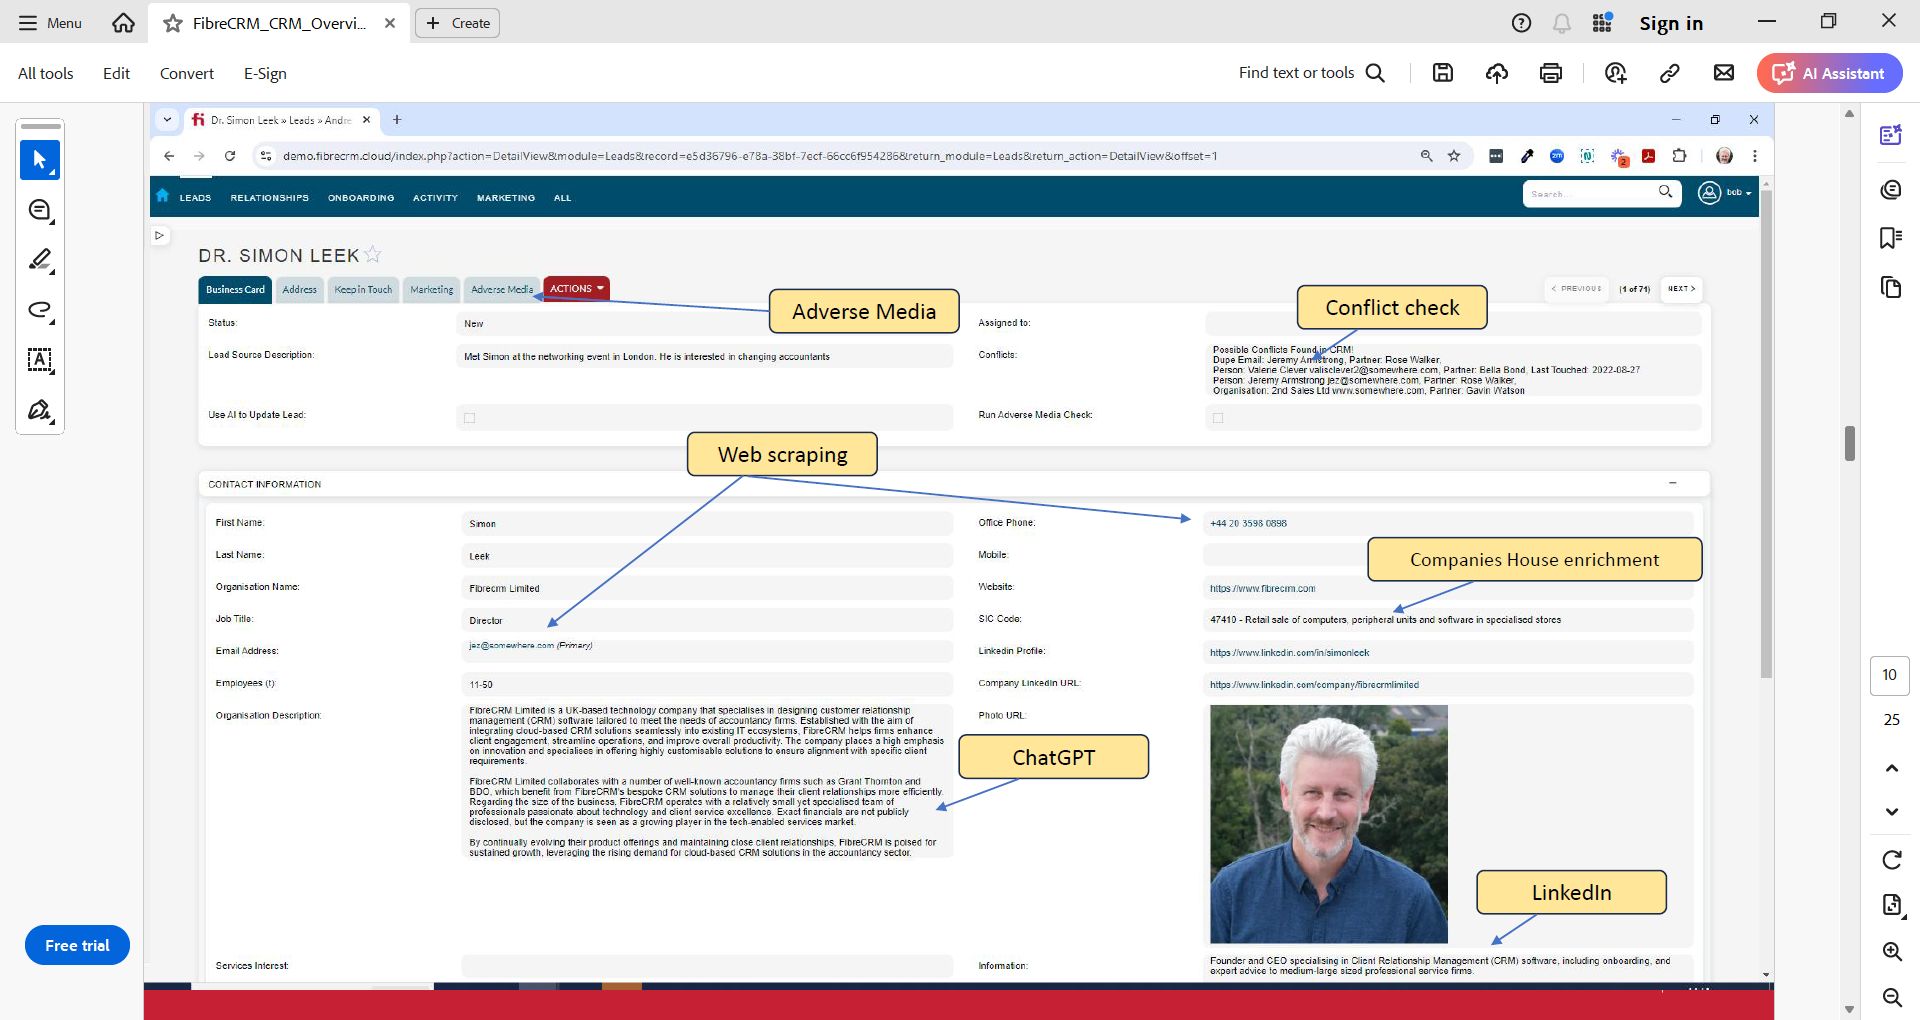 Menu
FibreCRM_CRM_Overvi...
Create
Sign in
All tools
Edit
Convert
E-Sign
Find text or tools
AI Assistant
Dr. Simon Leek » Leads » Andre
demo.fibrecrm.cloud/index.php?action=DetailView&module=Leads&record=e5d36796-e78a-38bf-7ecf-66cc6f954286&return_module=Leads&return_action=DetailView&offset=1
LEADS
RELATIONSHIPS
ONBOARDING
ACTIVITY
MARKETING
ALL
Search...
bob
DR. SIMON LEEK
Business Card
Address
Keep in Touch
Marketing
Adverse Media
ACTIONS
PREVIOUS
(1 of 71)
NEXT
Adverse Media
Conflict check
Status:
New
Assigned to:
Lead Source Description:
Met Simon at the networking event in London. He is interested in changing accountants
Conflicts:
Possible Conflicts Found in CRM!
Dupe Email: Jeremy Armstrong, Partner: Rose Walker,
Person: Valerie Clever valisclever2@somewhere.com, Partner: Bella Bond, Last Touched: 2022-08-27
Person: Jeremy Armstrong jez@somewhere.com, Partner: Rose Walker,
Organisation: 2nd Sales Ltd www.somewhere.com, Partner: Gavin Watson
Use AI to Update Lead:
Run Adverse Media Check:
Web scraping
CONTACT INFORMATION
First Name:
Simon
Office Phone:
+44 20 3598 0898
Last Name:
Leek
Mobile:
Companies House enrichment
Organisation Name:
Fibrecrm Limited
Website:
https://www.fibrecrm.com
Job Title:
Director
SIC Code:
47410 - Retail sale of computers, peripheral units and software in specialised stores
Email Address:
jez@somewhere.com (Primary)
Linkedin Profile:
https://www.linkedin.com/in/simonleek
Employees (t):
11-50
Company LinkedIn URL:
https://www.linkedin.com/company/fibrecrmlimited
Organisation Description:
FibreCRM Limited is a UK-based technology company that specialises in designing customer relationship
management (CRM) software tailored to meet the needs of accountancy firms. Established with the aim of
integrating cloud-based CRM solutions seamlessly into existing IT ecosystems, FibreCRM helps firms enhance
client engagement, streamline operations, and improve overall productivity. The company places a high emphasis
on innovation and specialises in offering highly customisable solutions to ensure alignment with specific client
requirements.
FibreCRM Limited collaborates with a number of well-known accountancy firms such as Grant Thornton and
BDO, which benefit from FibreCRM's bespoke CRM solutions to manage their client relationships more efficiently.
Regarding the size of the business, FibreCRM operates with a relatively small yet specialised team of
professionals passionate about technology and client service excellence. Exact financials are not publicly
disclosed, but the company is seen as a growing player in the tech-enabled services market.
By continually evolving their product offerings and maintaining close client relationships, FibreCRM is poised for
sustained growth, leveraging the rising demand for cloud-based CRM solutions in the accountancy sector.
Photo URL:
ChatGPT
LinkedIn
Services Interest:
Information:
Founder and CEO specialising in Client Relationship Management (CRM) software, including onboarding, and
expert advice to medium-large sized professional service firms.
Free trial
10
25